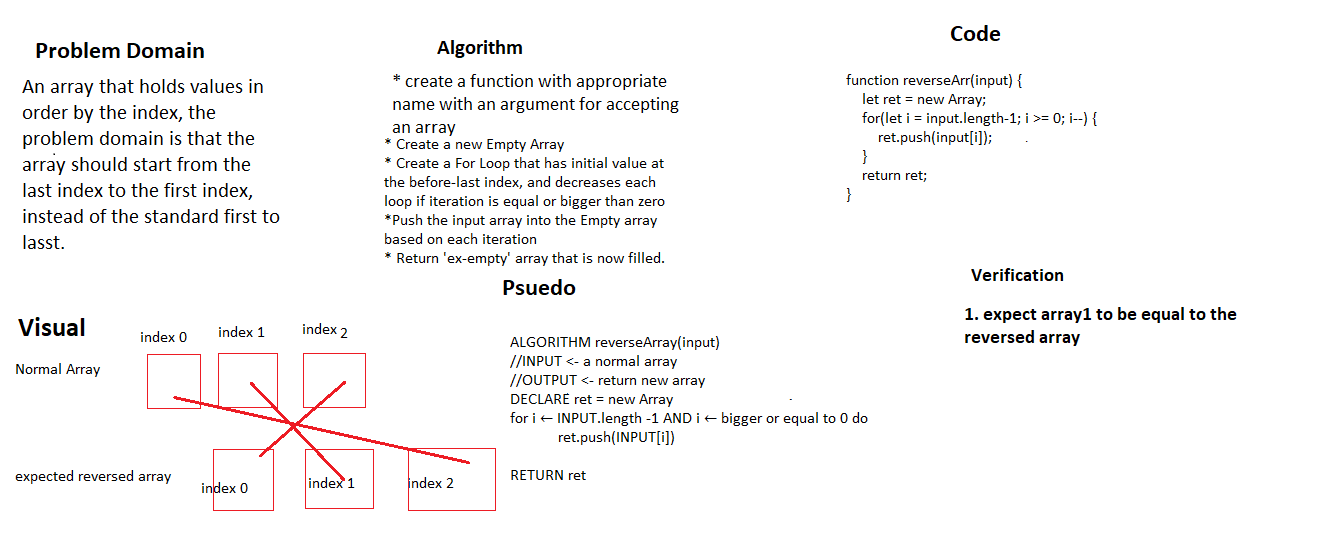 Problem Domain
An array that holds values in
order by the index, the
problem domain is that the
array should start from the
last index to the first index,
instead of the standard first to
lasst.
Algorithm
* create a function with appropriate
name with an argument for accepting
an array
* Create a new Empty Array
* Create a For Loop that has initial value at
the before-last index, and decreases each
loop if iteration is equal or bigger than zero
*Push the input array into the Empty array
based on each iteration
* Return 'ex-empty' array that is now filled.
Code
function reverseArr(input) {
let ret = new Array;
for(let i = input.length-1; i >= 0; i--) {
ret.push(input[i]);
}
return ret;
}
Verification
1. expect array1 to be equal to the
reversed array
Visual
index 0 index 1 index 2
Normal Array
expected reversed array
index 0 index 1 index 2
Psuedo
ALGORITHM reverseArray(input)
//INPUT <- a normal array
//OUTPUT <- return new array
DECLARE ret = new Array
for i ← INPUT.length -1 AND i ← bigger or equal to 0 do
ret.push(INPUT[i])
RETURN ret